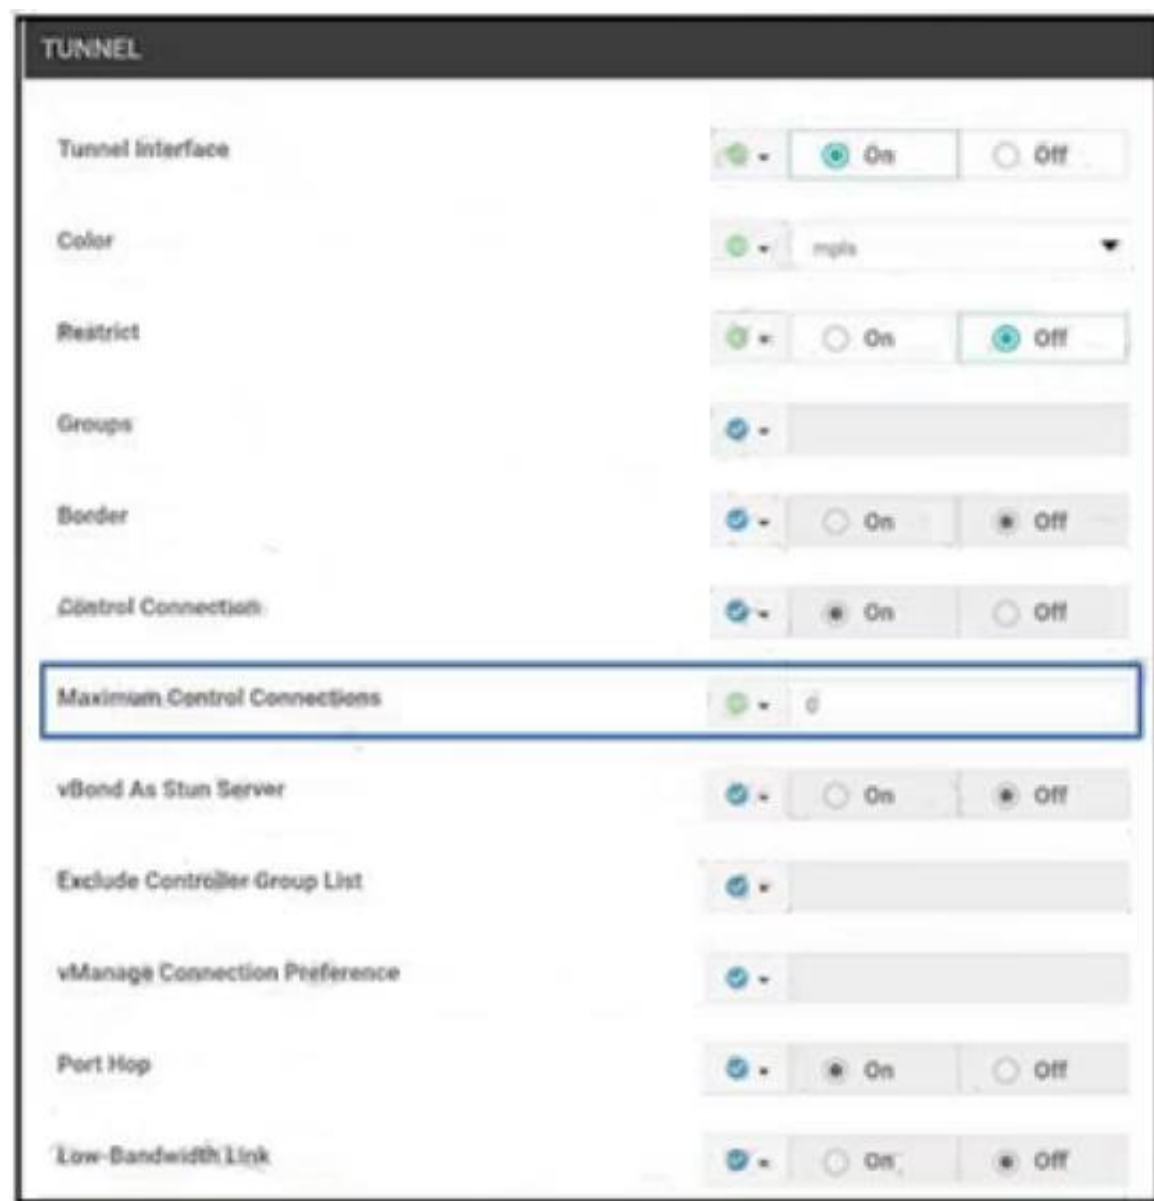 TUNNEL
Tunnel Interface On Off
Color mpls
Restrict On Off
Groups
Border On Off
Control Connection On Off
Maximum Control Connections 0
vBond As Stun Server On Off
Exclude Controller Group List
vManage Connection Preference
Port Hop On Off
Low-Bandwidth Link On Off